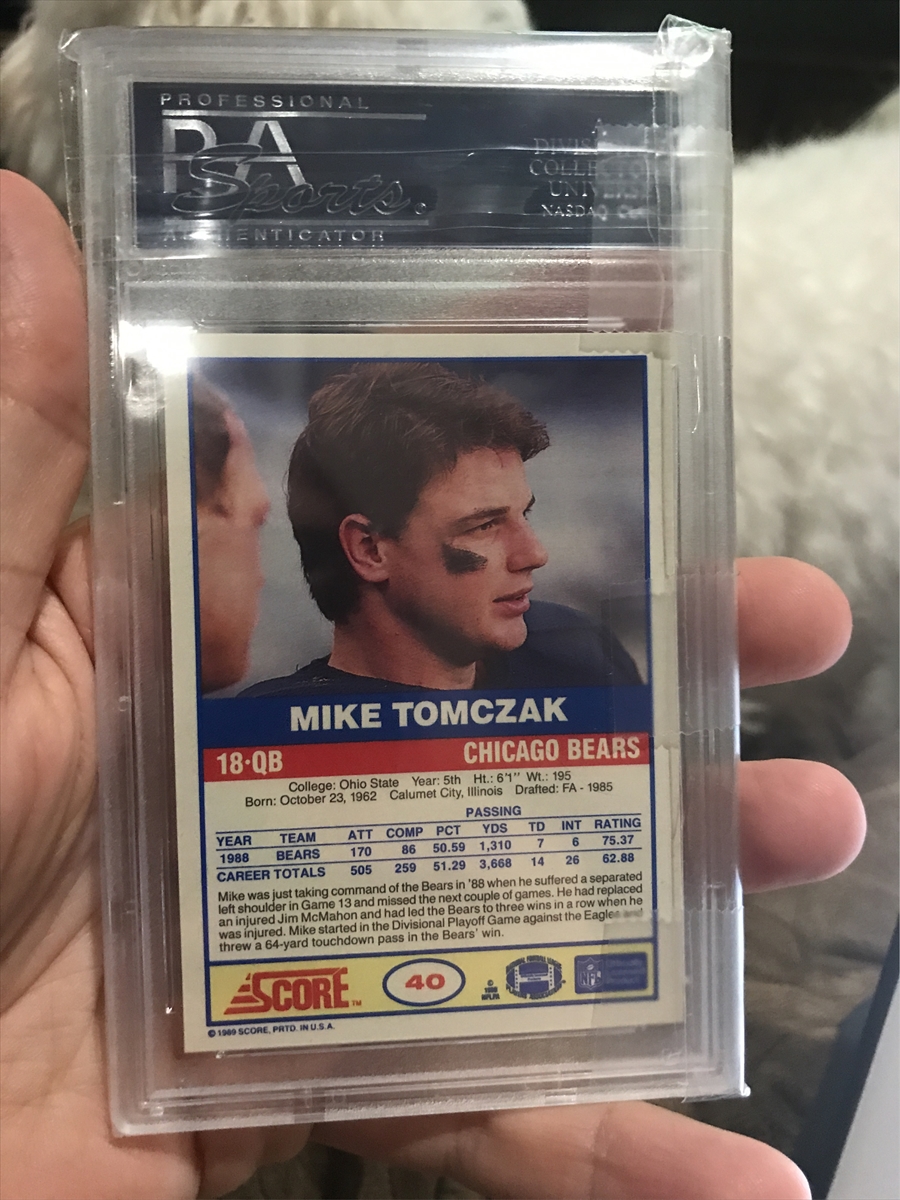 PROFESSIONAL
PSA
Sports
AUTHENTICATOR
NASDAQ
MIKE TOMCZAK
18·QB CHICAGO BEARS
College: Ohio State Year: 5th Ht.: 6'1" Wt.: 195
Born: October 23, 1962 Calumet City, Illinois Drafted: FA - 1985
PASSING
YEAR TEAM ATT COMP PCT YDS TD INT RATING
1988 BEARS 170 86 50.59 1,310 7 6 75.37
CAREER TOTALS 505 259 51.29 3,668 14 26 62.88
Mike was just taking command of the Bears in '88 when he suffered a separated
left shoulder in Game 13 and missed the next couple of games. He had replaced
an injured Jim McMahon and had led the Bears to three wins in a row when he
was injured. Mike started in the Divisional Playoff Game against the Eagles and
threw a 64-yard touchdown pass in the Bears' win.
SCORE™ 40 © 1989 NFLPA NFL
© 1989 SCORE, PRTD. IN U.S.A.